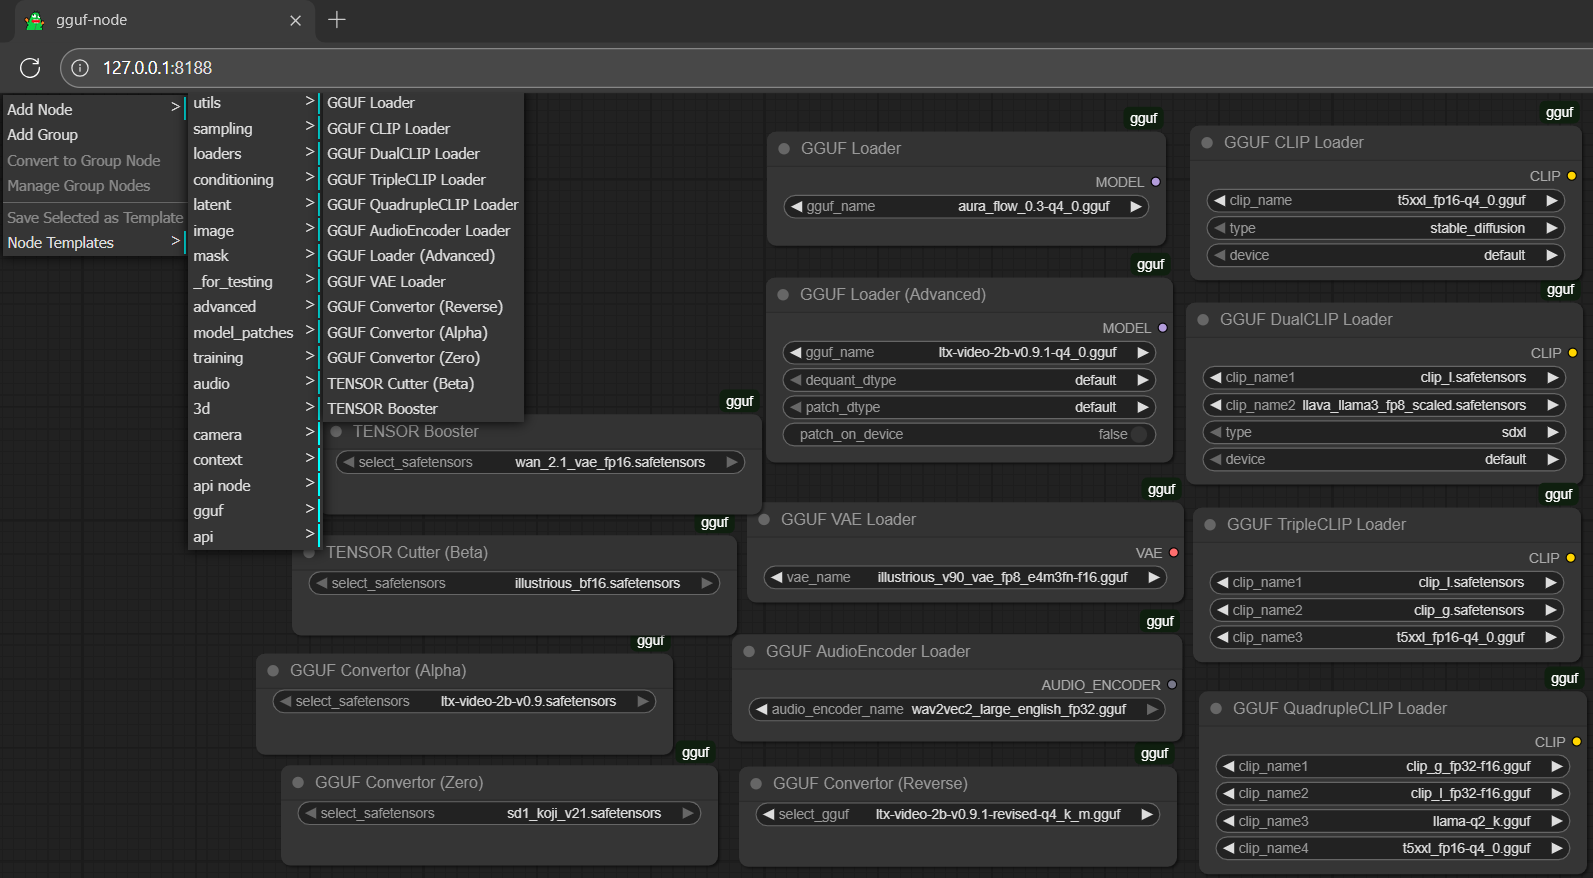 gguf-node
127.0.0.1:8188
Add Node >
Add Group
Convert to Group Node
Manage Group Nodes
Save Selected as Template
Node Templates >
utils >
sampling >
loaders >
conditioning >
latent >
image >
mask >
_for_testing >
advanced >
model_patches >
training >
audio >
3d >
camera >
context >
api node >
gguf >
api >
GGUF Loader
GGUF CLIP Loader
GGUF DualCLIP Loader
GGUF TripleCLIP Loader
GGUF QuadrupleCLIP Loader
GGUF AudioEncoder Loader
GGUF Loader (Advanced)
GGUF VAE Loader
GGUF Convertor (Reverse)
GGUF Convertor (Alpha)
GGUF Convertor (Zero)
TENSOR Cutter (Beta)
TENSOR Booster
gguf
TENSOR Booster
select_safetensors wan_2.1_vae_fp16.safetensors
gguf
TENSOR Cutter (Beta)
select_safetensors illustrious_bf16.safetensors
gguf
GGUF Convertor (Alpha)
select_safetensors ltx-video-2b-v0.9.safetensors
gguf
GGUF Convertor (Zero)
select_safetensors sd1_koji_v21.safetensors
gguf
GGUF Loader
MODEL
gguf_name aura_flow_0.3-q4_0.gguf
gguf
GGUF Loader (Advanced)
MODEL
gguf_name ltx-video-2b-v0.9.1-q4_0.gguf
dequant_dtype default
patch_dtype default
patch_on_device false
gguf
GGUF VAE Loader
VAE
vae_name illustrious_v90_vae_fp8_e4m3fn-f16.gguf
gguf
GGUF AudioEncoder Loader
AUDIO_ENCODER
audio_encoder_name wav2vec2_large_english_fp32.gguf
gguf
GGUF Convertor (Reverse)
select_gguf ltx-video-2b-v0.9.1-revised-q4_k_m.gguf
gguf
GGUF CLIP Loader
CLIP
clip_name t5xxl_fp16-q4_0.gguf
type stable_diffusion
device default
gguf
GGUF DualCLIP Loader
CLIP
clip_name1 clip_l.safetensors
clip_name2 llava_llama3_fp8_scaled.safetensors
type sdxl
device default
gguf
GGUF TripleCLIP Loader
CLIP
clip_name1 clip_l.safetensors
clip_name2 clip_g.safetensors
clip_name3 t5xxl_fp16-q4_0.gguf
gguf
GGUF QuadrupleCLIP Loader
CLIP
clip_name1 clip_g_fp32-f16.gguf
clip_name2 clip_l_fp32-f16.gguf
clip_name3 llama-q2_k.gguf
clip_name4 t5xxl_fp16-q4_0.gguf